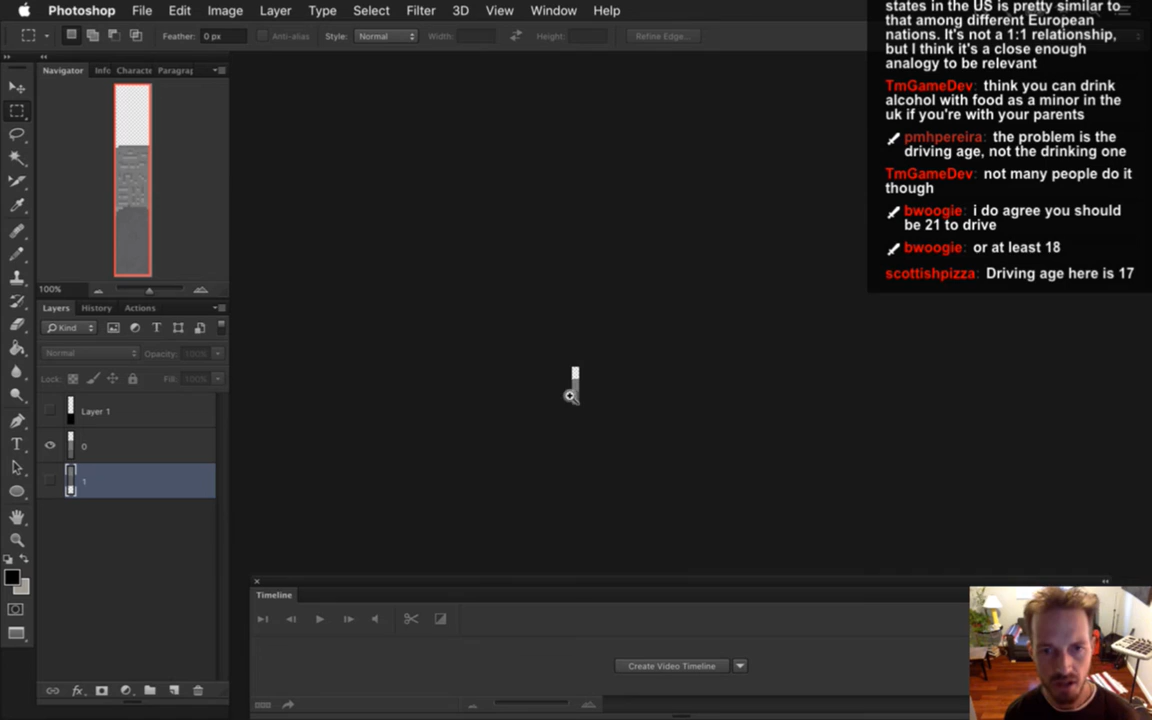 Photoshop File Edit Image Layer Type Select Filter 3D View Window Help
Feather: 0 px Anti-alias Style: Normal Width: Height: Refine Edge...
Navigator Info Characte Paragrap
100%
Layers History Actions
Kind
Normal Opacity: 100%
Lock: Fill: 100%
Layer 1
0
1
Timeline
Create Video Timeline
states in the US is pretty similar to
that among different European
nations. It's not a 1:1 relationship,
but I think it's a close enough
analogy to be relevant
TmGameDev: think you can drink
alcohol with food as a minor in the
uk if you're with your parents
pmhpereira: the problem is the
driving age, not the drinking one
TmGameDev: not many people do it
though
bwoogie: i do agree you should
be 21 to drive
bwoogie: or at least 18
scottishpizza: Driving age here is 17